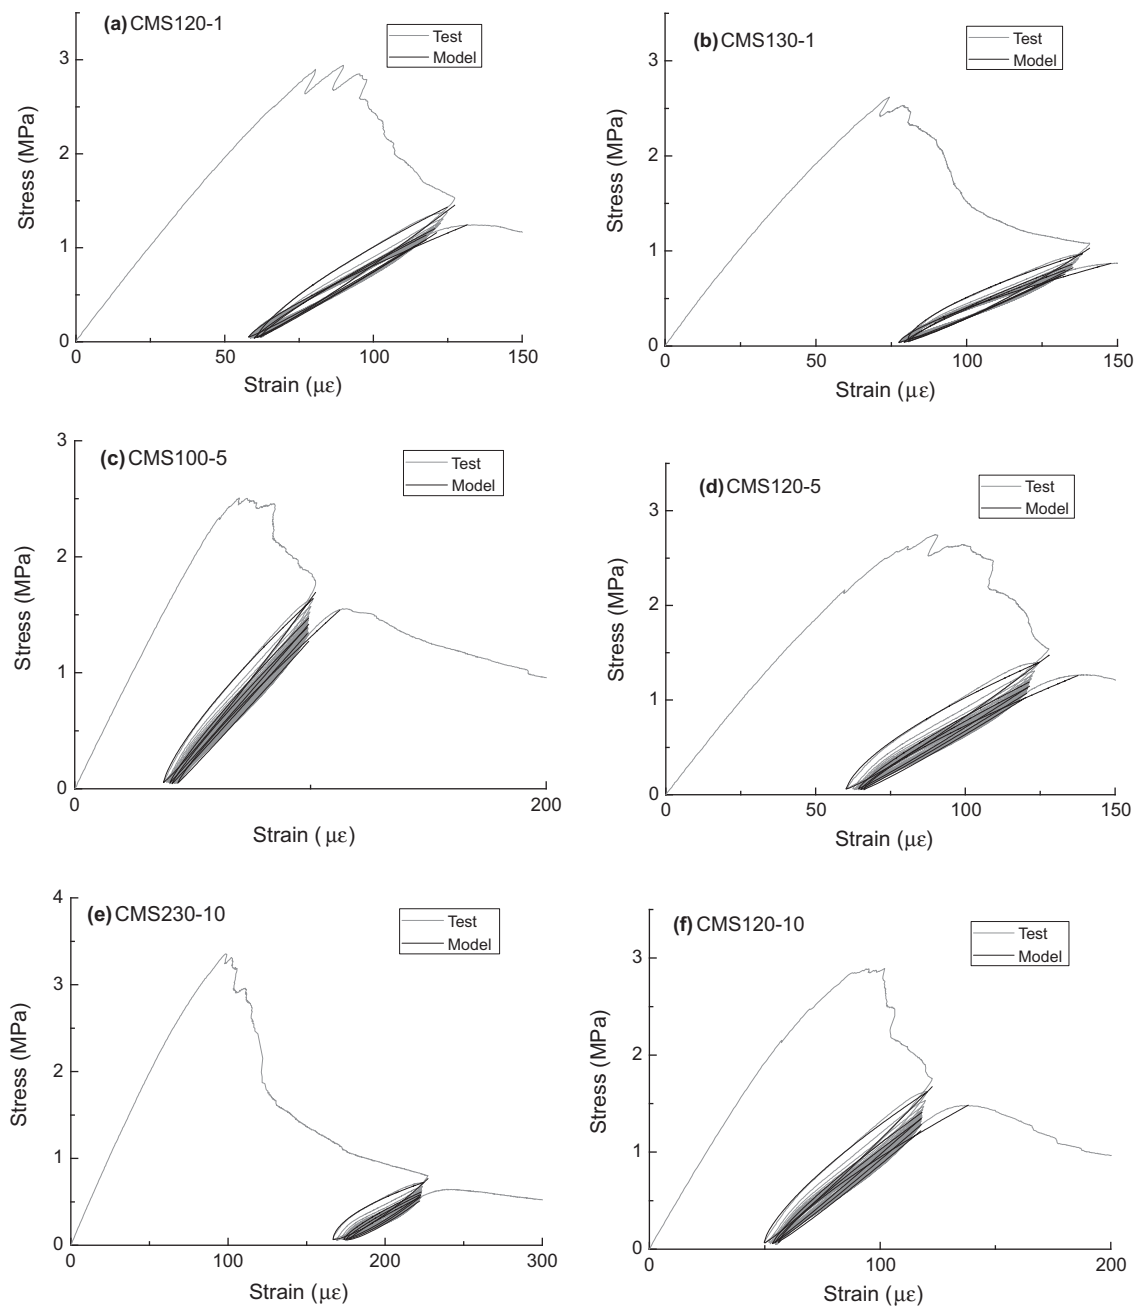 (a) CMS120-1
Test
Model
3
2
1
0
Stress (MPa)
0 50 100 150
Strain (με)
(b) CMS130-1
Test
Model
3
2
1
0
Stress (MPa)
0 50 100 150
Strain (με)
(c) CMS100-5
Test
Model
3
2
1
0
Stress (MPa)
0 200
Strain (με)
(d) CMS120-5
Test
Model
3
2
1
0
Stress (MPa)
0 50 100 150
Strain (με)
(e) CMS230-10
Test
Model
4
3
2
1
0
Stress (MPa)
0 100 200 300
Strain (με)
(f) CMS120-10
Test
Model
3
2
1
0
Stress (MPa)
0 100 200
Strain (με)